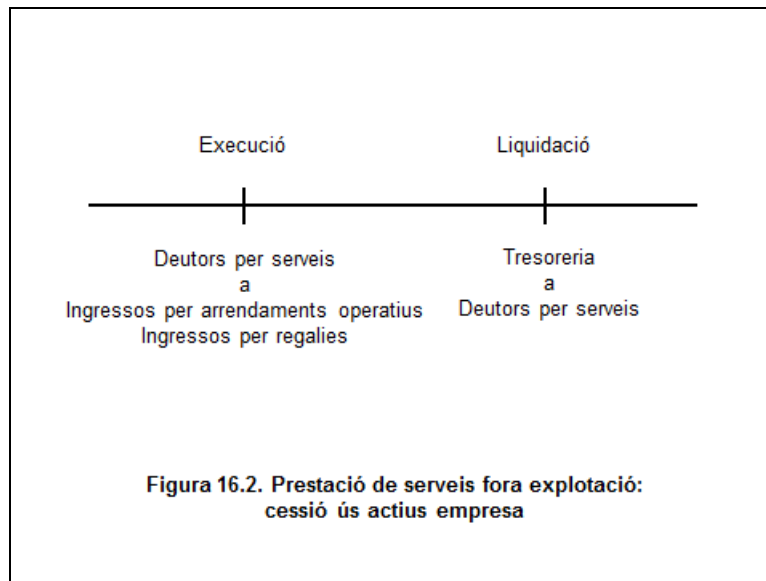 Execució
Liquidació
Deutors per serveis
a
Ingressos per arrendaments operatius
Ingressos per regalies
Tresoreria
a
Deutors per serveis
Figura 16.2. Prestació de serveis fora explotació:
cessió ús actius empresa